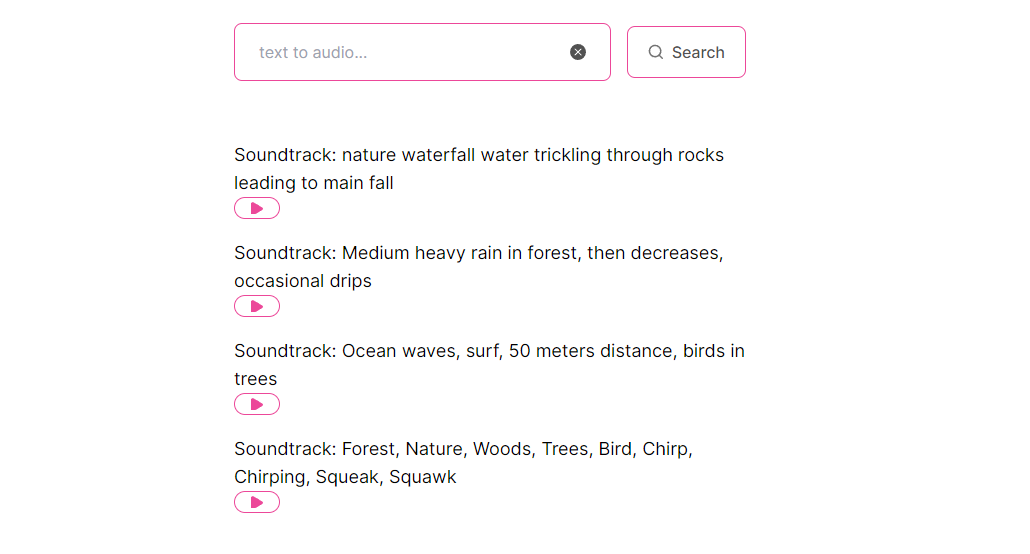 text to audio...
Search
Soundtrack: nature waterfall water trickling through rocks
leading to main fall
Soundtrack: Medium heavy rain in forest, then decreases,
occasional drips
Soundtrack: Ocean waves, surf, 50 meters distance, birds in
trees
Soundtrack: Forest, Nature, Woods, Trees, Bird, Chirp,
Chirping, Squeak, Squawk